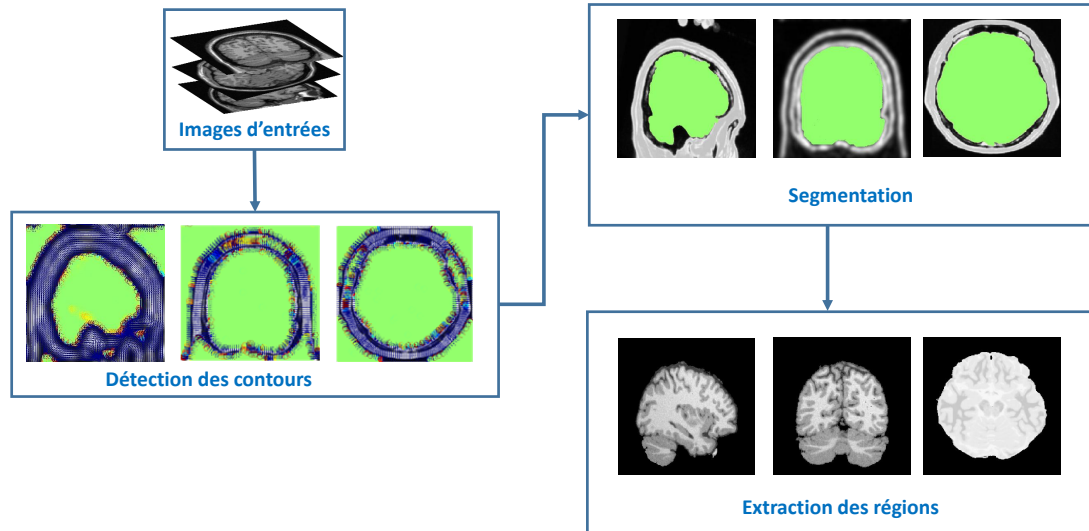 Images d'entrées
Détection des contours
Segmentation
Extraction des régions